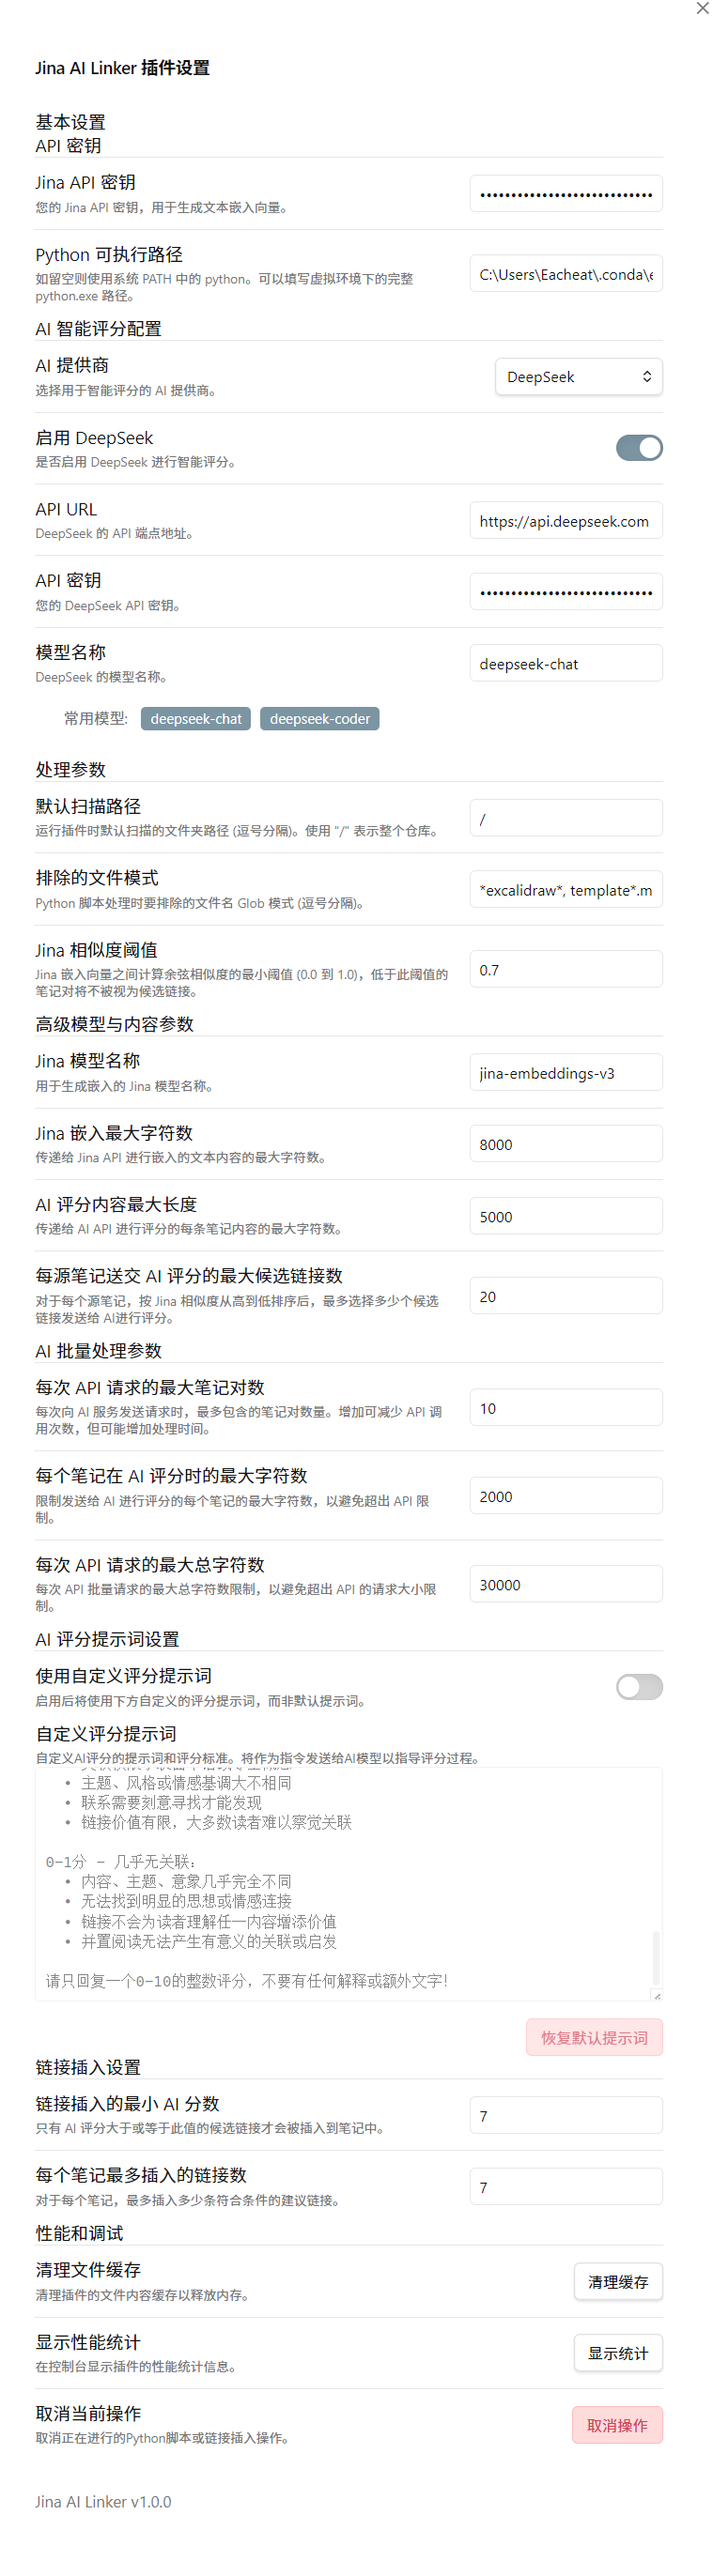 Jina AI Linker 插件设置
基本设置
API 密钥
Jina API 密钥
您的 Jina API 密钥，用于生成文本嵌入向量。
••••••••••••••••••••••••••••
Python 可执行路径
如留空则使用系统 PATH 中的 python。可以填写虚拟环境下的完整
python.exe 路径。
C:\Users\Eacheat\.conda\e
AI 智能评分配置
AI 提供商
选择用于智能评分的 AI 提供商。
DeepSeek
启用 DeepSeek
是否启用 DeepSeek 进行智能评分。
API URL
DeepSeek 的 API 端点地址。
https://api.deepseek.com
API 密钥
您的 DeepSeek API 密钥。
••••••••••••••••••••••••••••
模型名称
DeepSeek 的模型名称。
deepseek-chat
常用模型: deepseek-chat deepseek-coder
处理参数
默认扫描路径
运行插件时默认扫描的文件夹路径 (逗号分隔)。使用 "/" 表示整个仓库。
/
排除的文件模式
Python 脚本处理时要排除的文件名 Glob 模式 (逗号分隔)。
*excalidraw*, template*.m
Jina 相似度阈值
Jina 嵌入向量之间计算余弦相似度的最小阈值 (0.0 到 1.0)，低于此阈值的
笔记对将不被视为候选链接。
0.7
高级模型与内容参数
Jina 模型名称
用于生成嵌入的 Jina 模型名称。
jina-embeddings-v3
Jina 嵌入最大字符数
传递给 Jina API 进行嵌入的文本内容的最大字符数。
8000
AI 评分内容最大长度
传递给 AI API 进行评分的每条笔记内容的最大字符数。
5000
每源笔记送交 AI 评分的最大候选链接数
对于每个源笔记，按 Jina 相似度从高到低排序后，最多选择多少个候选
链接发送给 AI进行评分。
20
AI 批量处理参数
每次 API 请求的最大笔记对数
每次向 AI 服务发送请求时，最多包含的笔记对数量。增加可减少 API 调
用次数，但可能增加处理时间。
10
每个笔记在 AI 评分时的最大字符数
限制发送给 AI 进行评分的每个笔记的最大字符数，以避免超出 API 限
制。
2000
每次 API 请求的最大总字符数
每次 API 批量请求的最大总字符数限制，以避免超出 API 的请求大小限
制。
30000
AI 评分提示词设置
使用自定义评分提示词
启用后将使用下方自定义的评分提示词，而非默认提示词。
自定义评分提示词
自定义AI评分的提示词和评分标准。将作为指令发送给AI模型以指导评分过程。
• 主题、风格或情感基调大不相同
• 联系需要刻意寻找才能发现
• 链接价值有限，大多数读者难以察觉关联
0-1分 - 几乎无关联：
• 内容、主题、意象几乎完全不同
• 无法找到明显的思想或情感连接
• 链接不会为读者理解任一内容增添价值
• 并置阅读无法产生有意义的关联或启发
请只回复一个0-10的整数评分，不要有任何解释或额外文字！
恢复默认提示词
链接插入设置
链接插入的最小 AI 分数
只有 AI 评分大于或等于此值的候选链接才会被插入到笔记中。
7
每个笔记最多插入的链接数
对于每个笔记，最多插入多少条符合条件的建议链接。
7
性能和调试
清理文件缓存
清理插件的文件内容缓存以释放内存。
清理缓存
显示性能统计
在控制台显示插件的性能统计信息。
显示统计
取消当前操作
取消正在进行的Python脚本或链接插入操作。
取消操作
Jina AI Linker v1.0.0